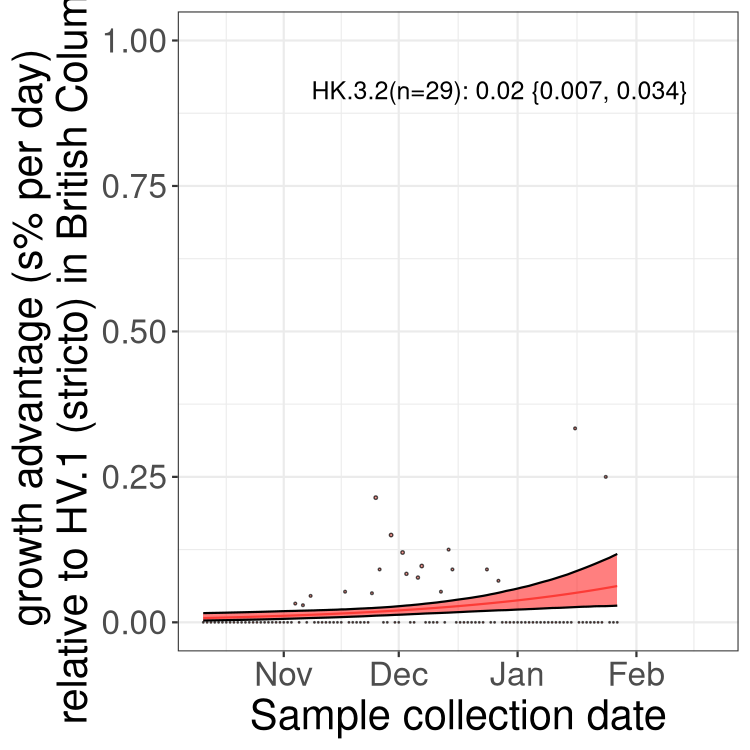 growth advantage (s% per day)
relative to HV.1 (stricto) in British Colum
1.00
0.75
0.50
0.25
0.00
HK.3.2(n=29): 0.02 {0.007, 0.034}
Nov Dec Jan Feb
Sample collection date